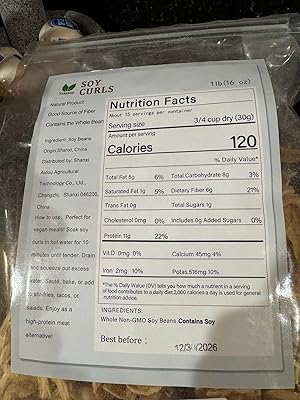 SOY
CURLS
Natural Product
Good Source of Fiber
Contains the Whole Bean
Ingredient: Soy Beans
Origin:Shanxi, China
Distributed by: Shanxi
Aidou Agricultural
Technology Co., Ltd.,
Changzhi, Shanxi 046200,
China
How to use: Perfect for
vegan meals! Soak soy
curls in hot water for 10
minutes until tender. Drain
and squeeze out excess
water. Sauté, bake, or add
to stir-fries, tacos, or
salads. Enjoy as a
high-protein meat
alternative!
1lb(16 oz)
Nutrition Facts
About 15 servings per container
Serving size 3/4 cup dry (30g)
Amount per serving
Calories 120
% Daily Value*
Total Fat 5g 6% Total Carbohydrate 8g 3%
Saturated Fat 1g 5% Dietary Fiber 6g 21%
Trans Fat 0g Total Sugars 1g
Cholesterol 0mg 0% Includes 0g Added Sugars 0%
Protein 11g 22%
Vit.D 0mg 0% Calcium 45mg 4%
Iron 2mg 10% Potas.516mg 10%
*The % Daily Value (DV) tells you how much a nutrient in a serving
of food contributes to a daily diet.2,000 calories a day is used for general
nutrition advice.
INGREDIENTS:
Whole Non-GMO Soy Beans Contains Soy
Best before : 12/30/2026